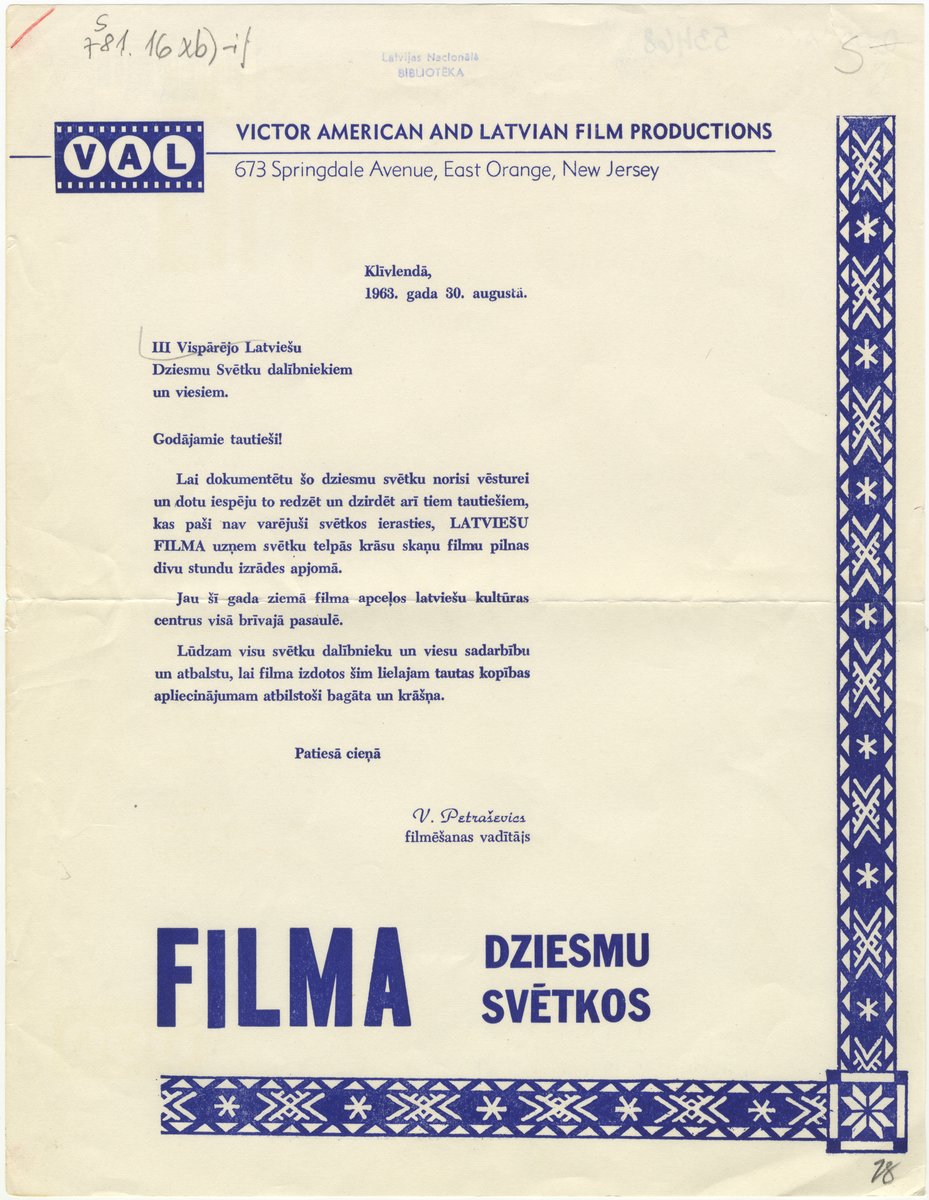 Latvijas Nacionālā
BIBLIOTĒKA
VAL
VICTOR AMERICAN AND LATVIAN FILM PRODUCTIONS
673 Springdale Avenue, East Orange, New Jersey
Klīvlendā,
1963. gada 30. augustā.
III Vispārējo Latviešu
Dziesmu Svētku dalībniekiem
un viesiem.
Godājamie tautieši!
Lai dokumentētu šo dziesmu svētku norisi vēsturei
un dotu iespēju to redzēt un dzirdēt arī tiem tautiešiem,
kas paši nav varējuši svētkos ierasties, LATVIEŠU
FILMA uzņem svētku telpās krāsu skaņu filmu pilnas
divu stundu izrādes apjomā.
Jau šī gada ziemā filma apceļos latviešu kultūras
centrus visā brīvajā pasaulē.
Lūdzam visu svētku dalībnieku un viesu sadarbību
un atbalstu, lai filma izdotos šim lielajam tautas kopības
apliecinājumam atbilstoši bagāta un krāšņa.
Patiesā cieņā
V. Petraševics
filmēšanas vadītājs
FILMA
DZIESMU
SVĒTKOS
28